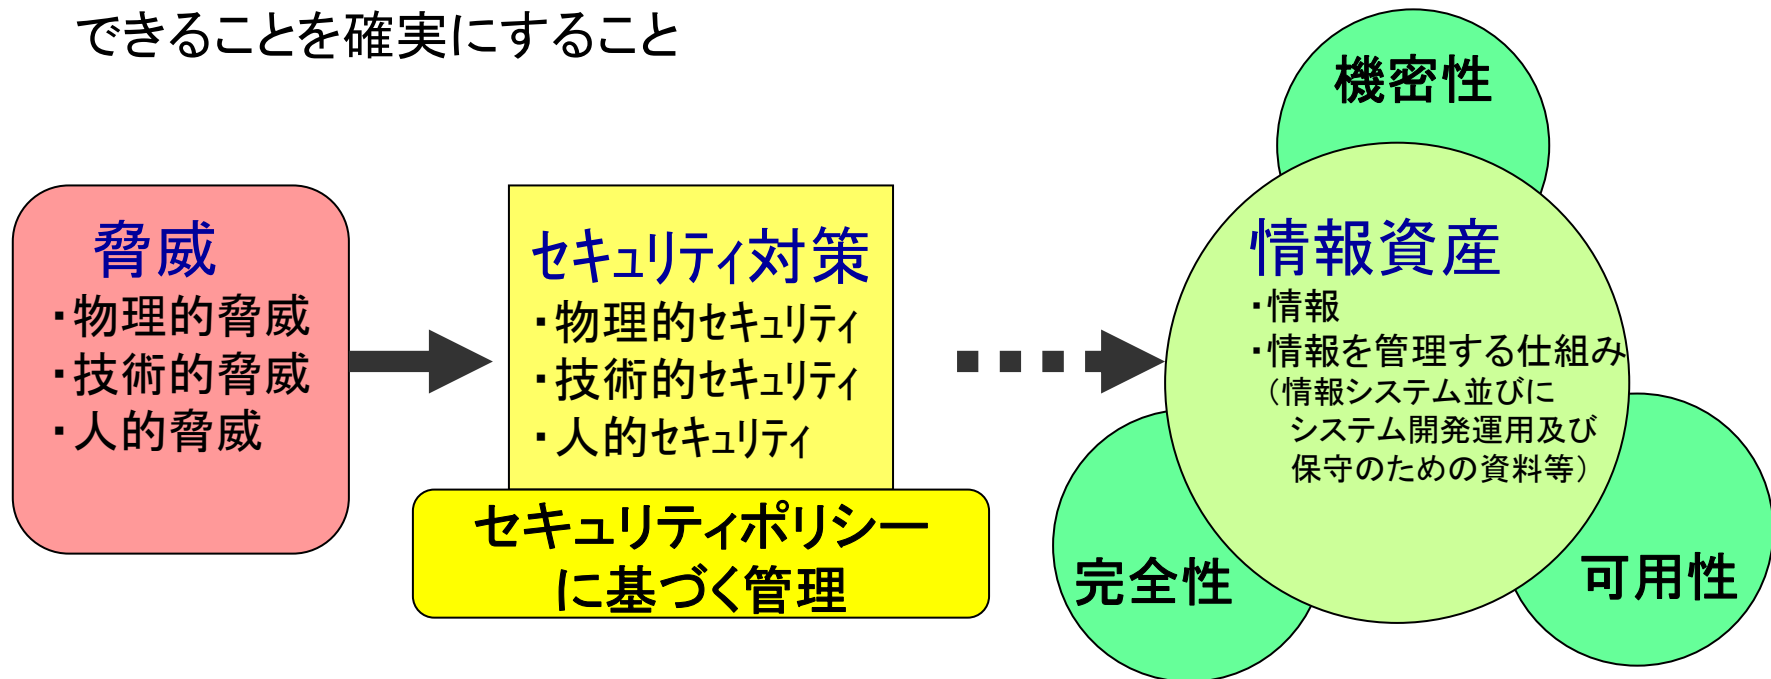 できることを確実にすること
脅威
・物理的脅威
・技術的脅威
・人的脅威
セキュリティ対策
・物理的セキュリティ
・技術的セキュリティ
・人的セキュリティ
セキュリティポリシー
に基づく管理
機密性
情報資産
・情報
・情報を管理する仕組み
（情報システム並びに
システム開発運用及び
保守のための資料等）
完全性
可用性